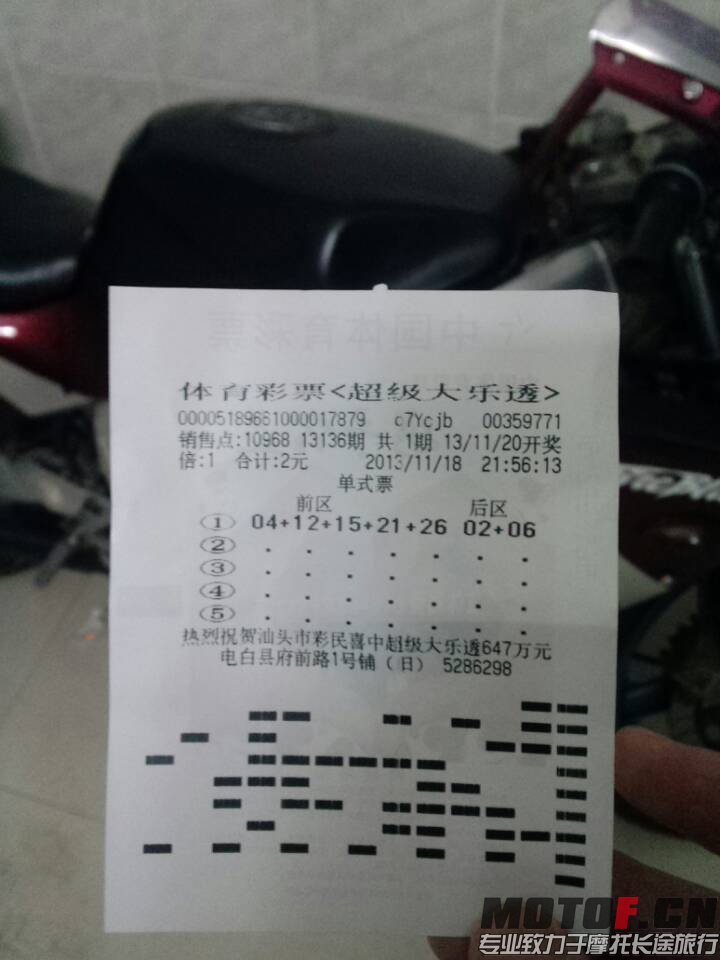 体育彩票<超级大乐透>
00005189661000017879 c7Ycjb 00359771
销售点:10968 13136期 共 1期 13/11/20开奖
倍:1 合计:2元 2013/11/18 21:56:13
单式票
前区 后区
① 04+12+15+21+26 02+06
②
③
④
⑤
热烈祝贺汕头市彩民喜中超级大乐透647万元
电白县府前路1号铺（日） 5286298
MOTOF.CN
专业致力于摩托长途旅行